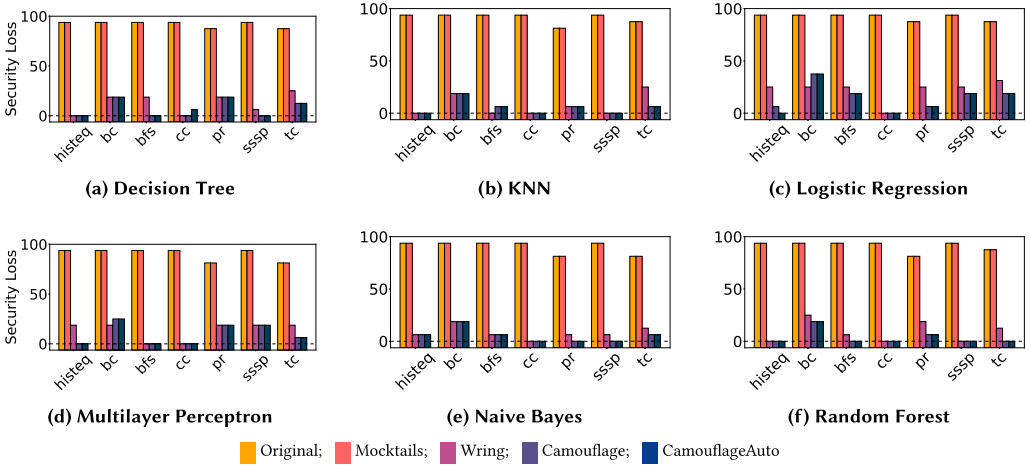 100
50
0
Security Loss
histeq
bc
bfs
cc
pr
sssp
tc
(a) Decision Tree
100
50
0
histeq
bc
bfs
cc
pr
sssp
tc
(b) KNN
100
50
0
histeq
bc
bfs
cc
pr
sssp
tc
(c) Logistic Regression
100
50
0
Security Loss
histeq
bc
bfs
cc
pr
sssp
tc
(d) Multilayer Perceptron
100
50
0
histeq
bc
bfs
cc
pr
sssp
tc
(e) Naive Bayes
100
50
0
histeq
bc
bfs
cc
pr
sssp
tc
(f) Random Forest
Original; Mocktails; Wring; Camouflage; CamouflageAuto